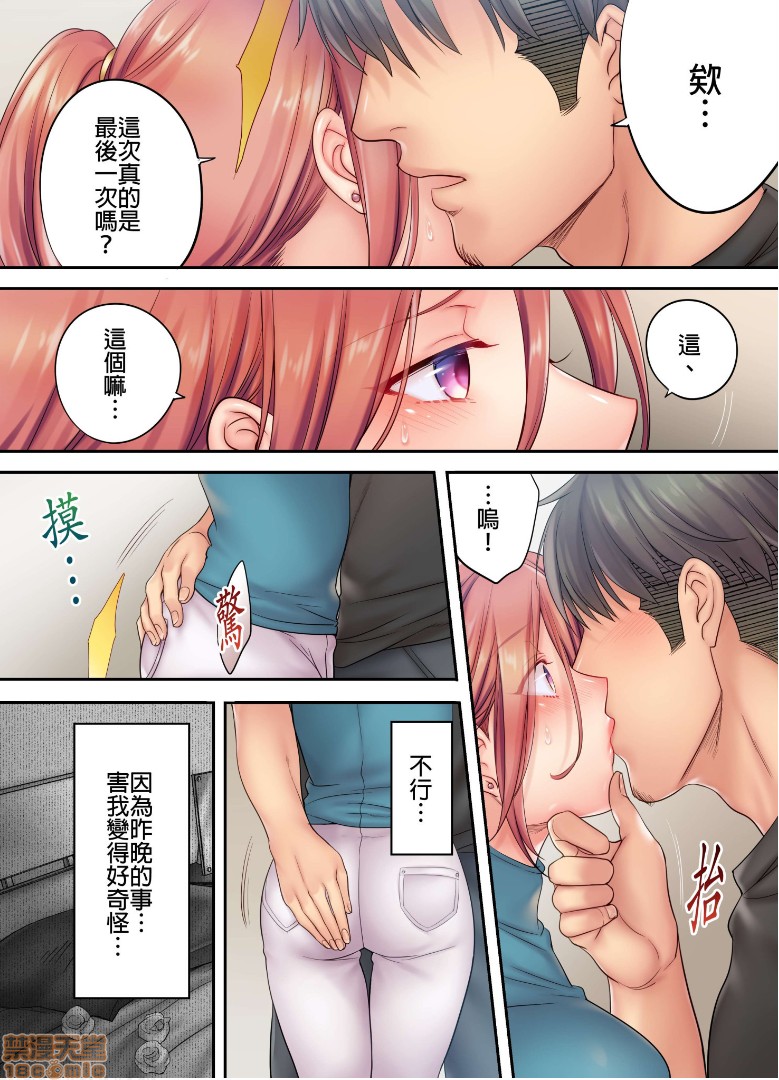 欸…
這次真的是
最後一次嗎？
這、
這個嘛…
…嗚！
抬
摸…
驚
不行…
因為昨晚的事…
害我變得好奇怪…
禁漫天堂
18comic